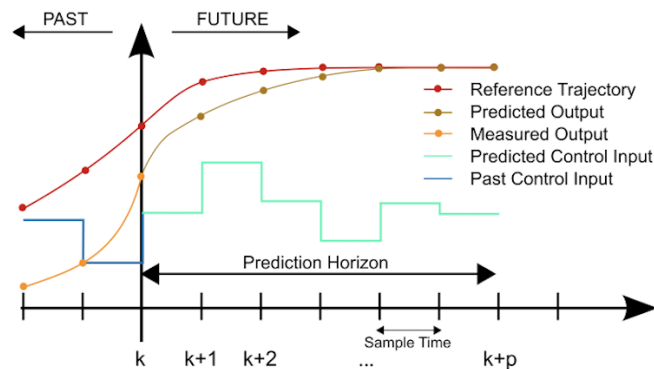 PAST
FUTURE
Reference Trajectory
Predicted Output
Measured Output
Predicted Control Input
Past Control Input
Prediction Horizon
Sample Time
k
k+1
k+2
...
k+p